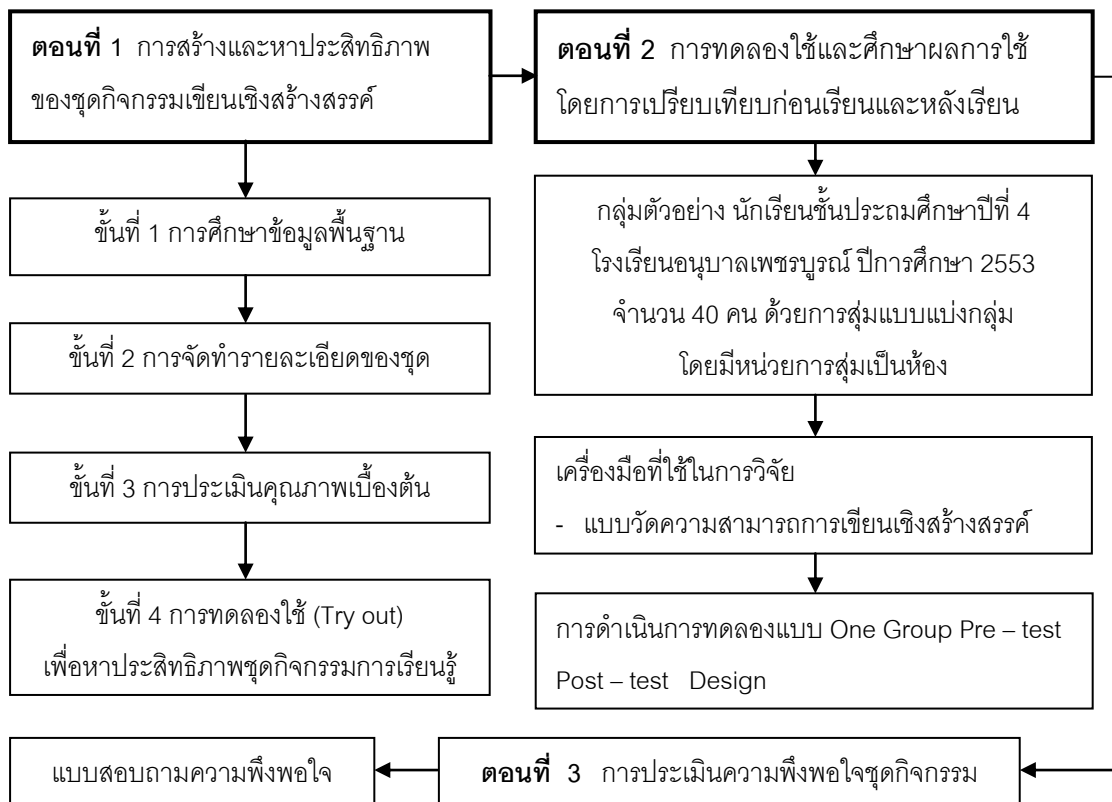 ตอนที่ 1 การสร้างและหาประสิทธิภาพ
ของชุดกิจกรรมเขียนเชิงสร้างสรรค์
ขั้นที่ 1 การศึกษาข้อมูลพื้นฐาน
ขั้นที่ 2 การจัดทำรายละเอียดของชุด
ขั้นที่ 3 การประเมินคุณภาพเบื้องต้น
ขั้นที่ 4 การทดลองใช้ (Try out)
เพื่อหาประสิทธิภาพชุดกิจกรรมการเรียนรู้
ตอนที่ 2 การทดลองใช้และศึกษาผลการใช้
โดยการเปรียบเทียบก่อนเรียนและหลังเรียน
กลุ่มตัวอย่าง นักเรียนชั้นประถมศึกษาปีที่ 4
โรงเรียนอนุบาลเพชรบูรณ์ ปีการศึกษา 2553
จำนวน 40 คน ด้วยการสุ่มแบบแบ่งกลุ่ม
โดยมีหน่วยการสุ่มเป็นห้อง
เครื่องมือที่ใช้ในการวิจัย
- แบบวัดความสามารถการเขียนเชิงสร้างสรรค์
การดำเนินการทดลองแบบ One Group Pre – test
Post – test Design
ตอนที่ 3 การประเมินความพึงพอใจชุดกิจกรรม
แบบสอบถามความพึงพอใจ